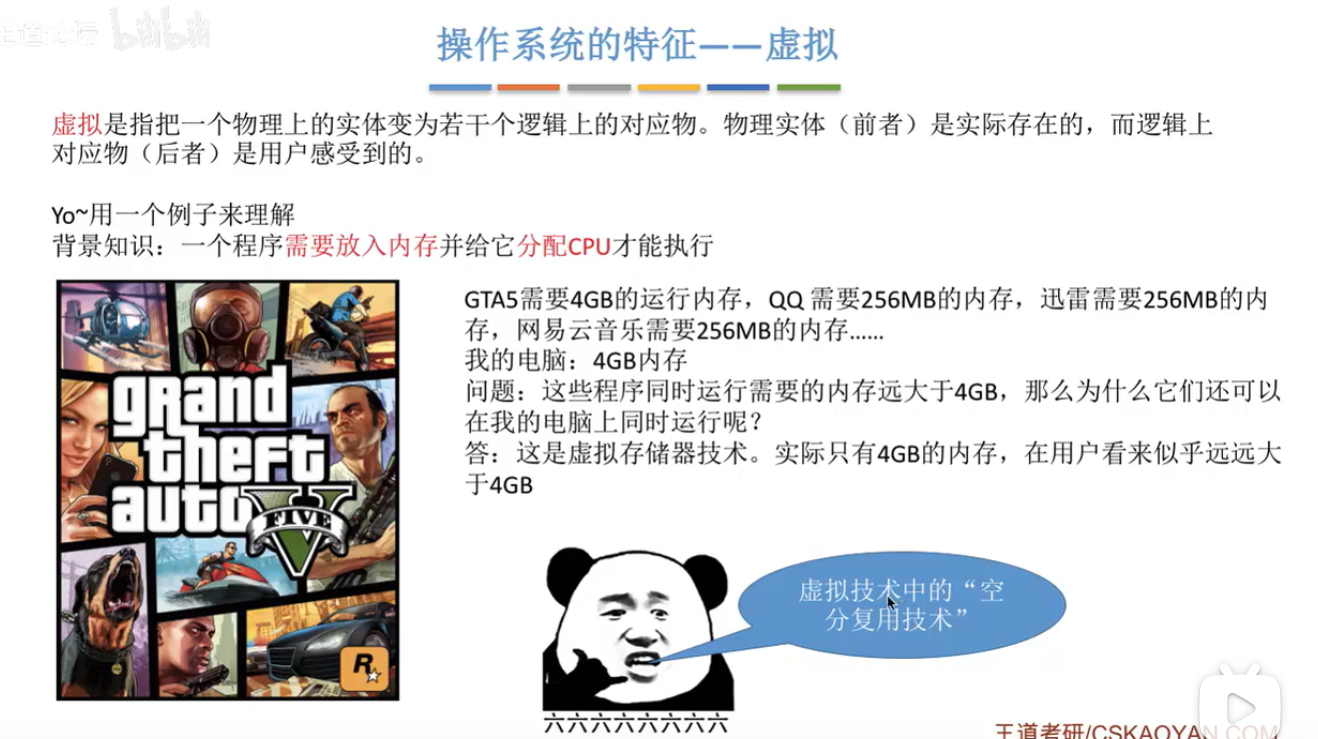 王道论坛 bilibili
操作系统的特征——虚拟
虚拟是指把一个物理上的实体变为若干个逻辑上的对应物。物理实体（前者）是实际存在的，而逻辑上
对应物（后者）是用户感受到的。
Yo~用一个例子来理解
背景知识：一个程序需要放入内存并给它分配CPU才能执行
grand
theft
auto
FIVE
V
R
GTA5需要4GB的运行内存，QQ 需要256MB的内存，迅雷需要256MB的内
存，网易云音乐需要256MB的内存……
我的电脑：4GB内存
问题：这些程序同时运行需要的内存远大于4GB，那么为什么它们还可以
在我的电脑上同时运行呢？
答：这是虚拟存储器技术。实际只有4GB的内存，在用户看来似乎远远大
于4GB
虚拟技术中的“空
分复用技术”
六六六六六六六六
王道考研/CSKAOYAN.COM